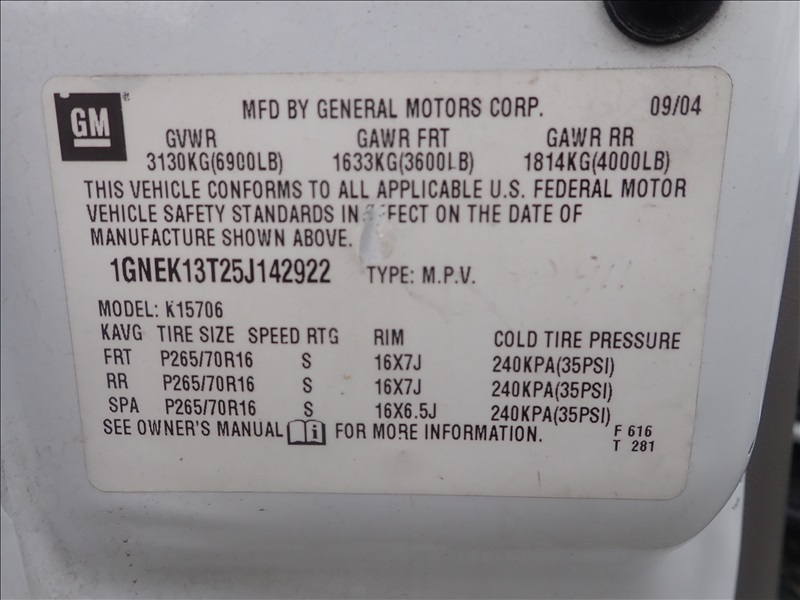 GM®
MFD BY GENERAL MOTORS CORP. 09/04
GVWR GAWR FRT GAWR RR
3130KG(6900LB) 1633KG(3600LB) 1814KG(4000LB)
THIS VEHICLE CONFORMS TO ALL APPLICABLE U.S. FEDERAL MOTOR
VEHICLE SAFETY STANDARDS IN EFFECT ON THE DATE OF
MANUFACTURE SHOWN ABOVE.
1GNEK13T25J142922 TYPE: M.P.V.
MODEL: K15706
KAVG TIRE SIZE SPEED RTG RIM COLD TIRE PRESSURE
FRT P265/70R16 S 16X7J 240KPA(35PSI)
RR P265/70R16 S 16X7J 240KPA(35PSI)
SPA P265/70R16 S 16X6.5J 240KPA(35PSI)
SEE OWNER'S MANUAL i FOR MORE INFORMATION. F 616
T 281